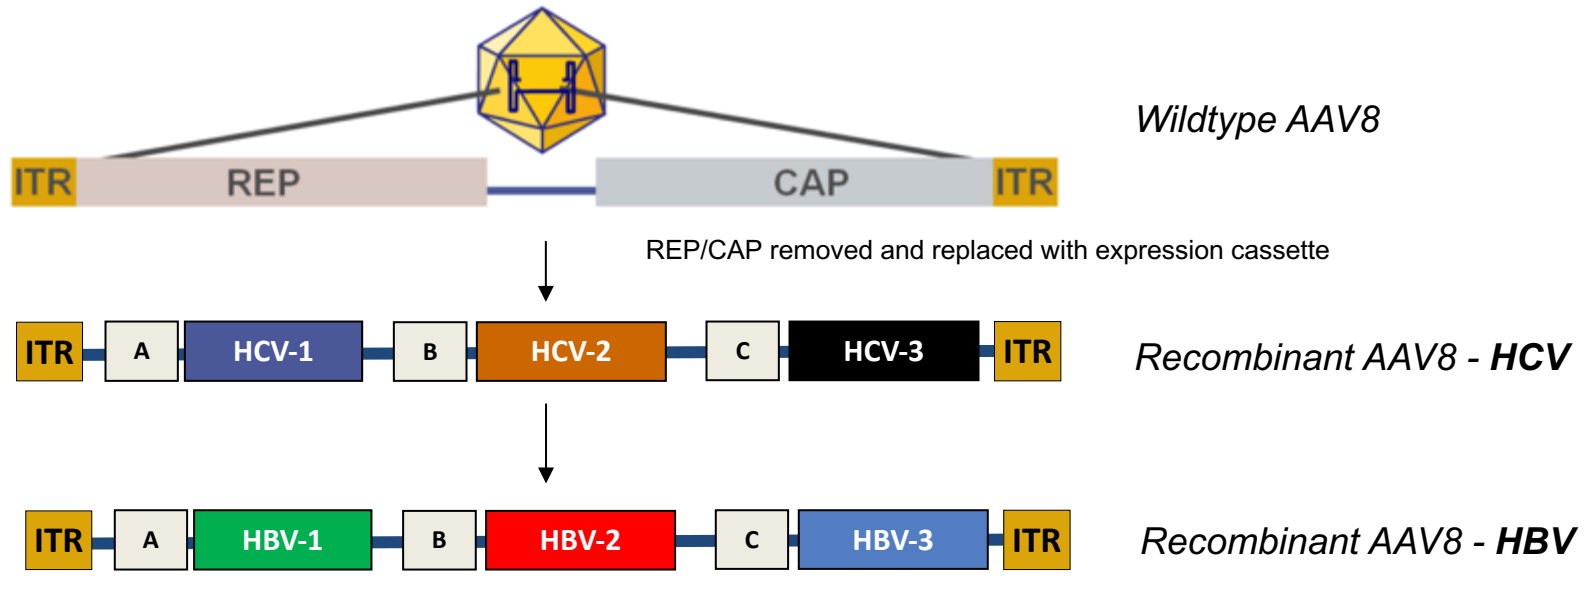 Wildtype AAV8
ITR REP CAP ITR
REP/CAP removed and replaced with expression cassette
ITR A HCV-1 B HCV-2 C HCV-3 ITR
Recombinant AAV8 - HCV
ITR A HBV-1 B HBV-2 C HBV-3 ITR
Recombinant AAV8 - HBV